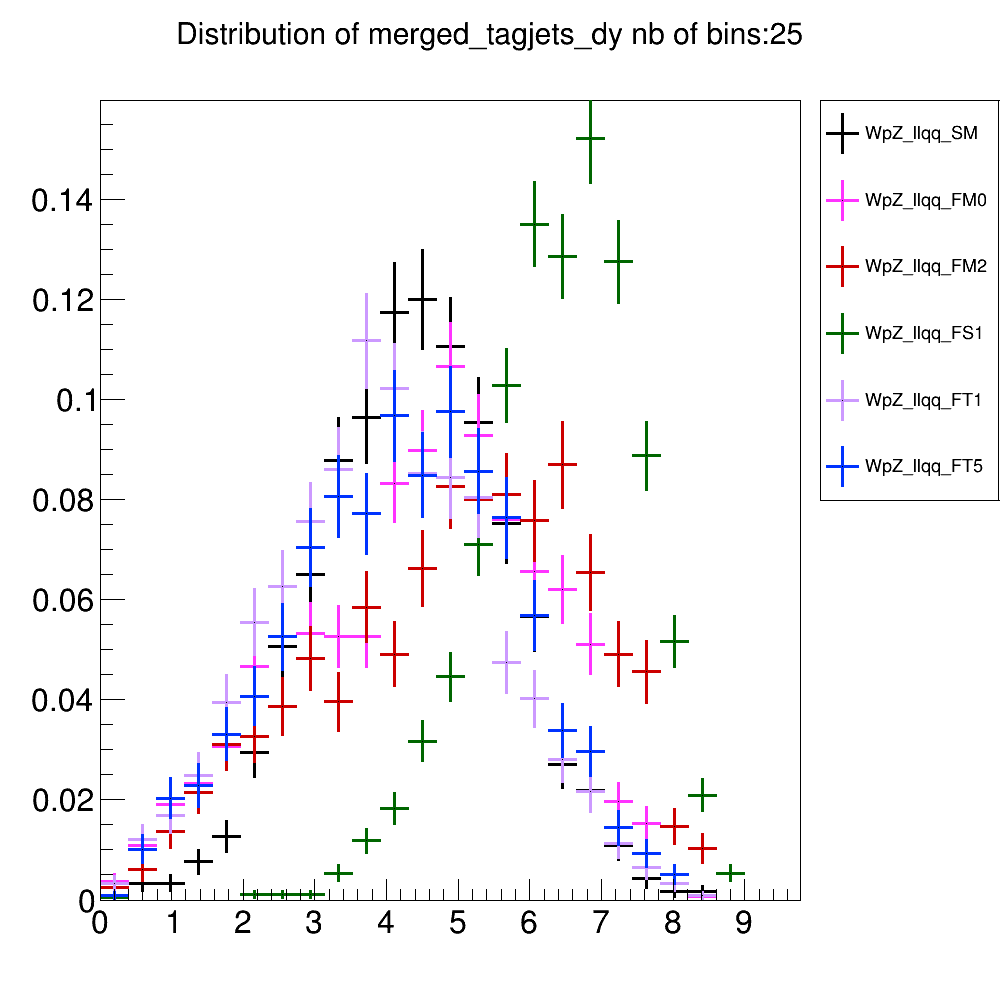 Distribution of merged_tagjets_dy nb of bins:25
WpZ_llqq_SM
WpZ_llqq_FM0
WpZ_llqq_FM2
WpZ_llqq_FS1
WpZ_llqq_FT1
WpZ_llqq_FT5
0.14
0.12
0.1
0.08
0.06
0.04
0.02
0
0 1 2 3 4 5 6 7 8 9